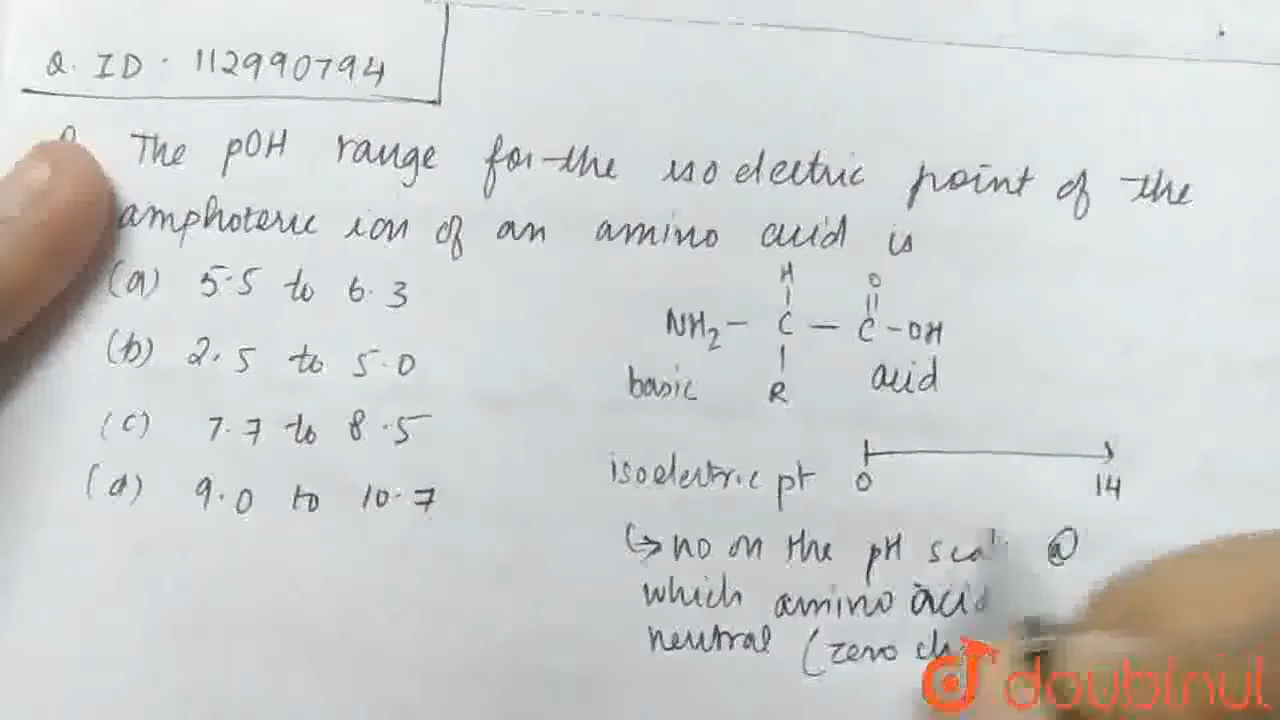 Q. ID · 112990794
The pOH range for the isoelectric point of the
amphoteric ion of an amino acid is
(a) 5.5 to 6.3
(b) 2.5 to 5.0
(c) 7.7 to 8.5
(d) 9.0 to 10.7
H O
NH2 – C – C – OH
basic R acid
isoelectric pt 0 14
↳ no on the pH @
which amino
neutral (zero
doubtnut